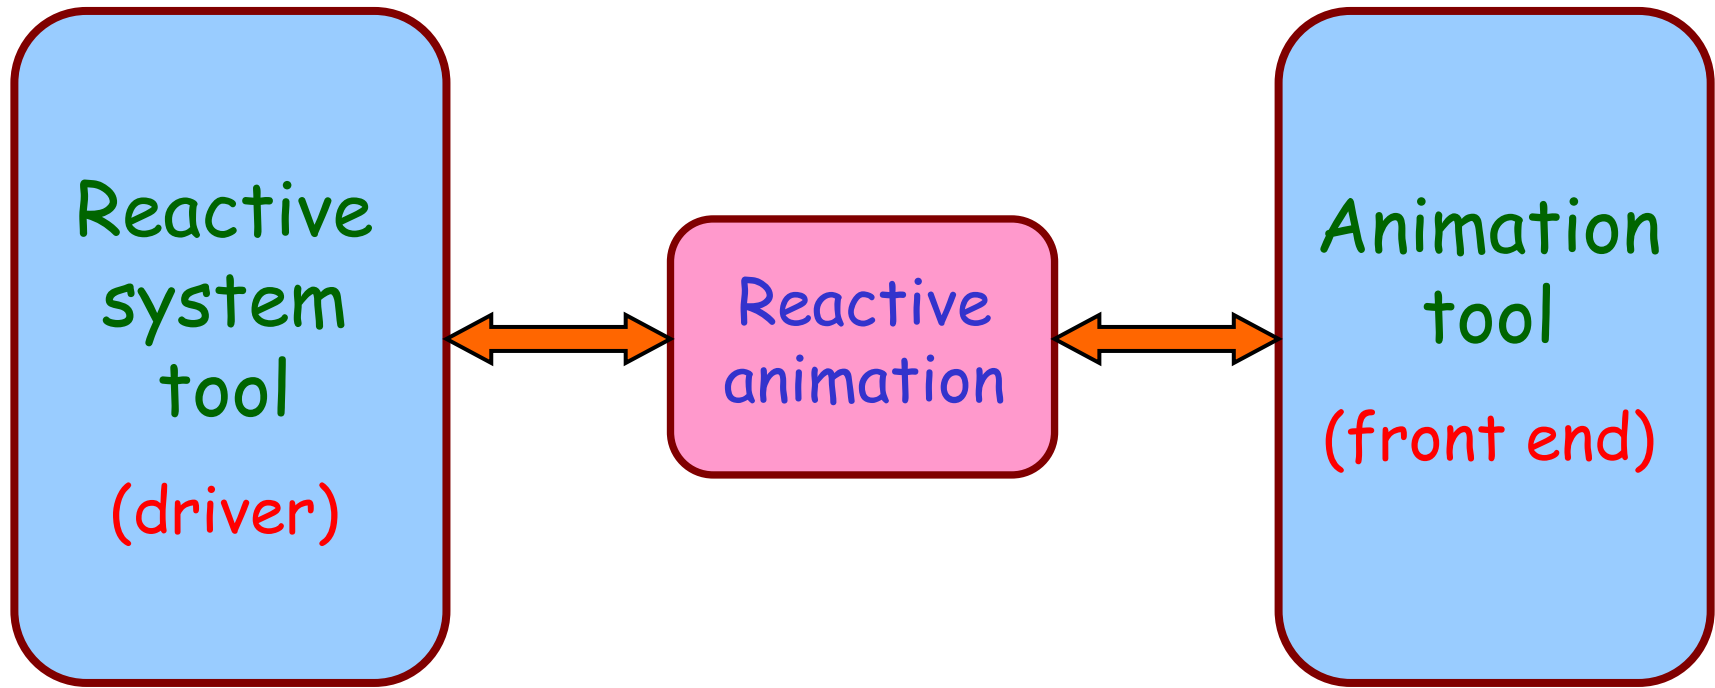 Reactive
system
tool
(driver)
Reactive
animation
Animation
tool
(front end)